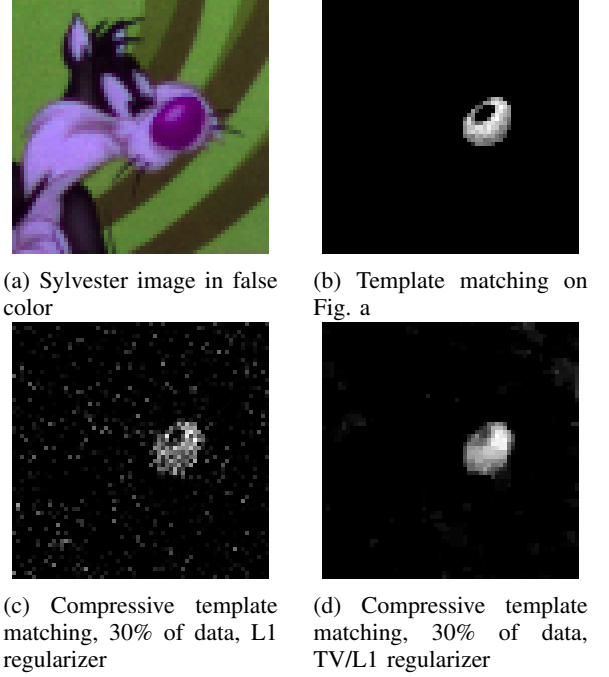 (a) Sylvester image in false
color
(b) Template matching on
Fig. a
(c) Compressive template
matching, 30% of data, L1
regularizer
(d) Compressive template
matching, 30% of data,
TV/L1 regularizer